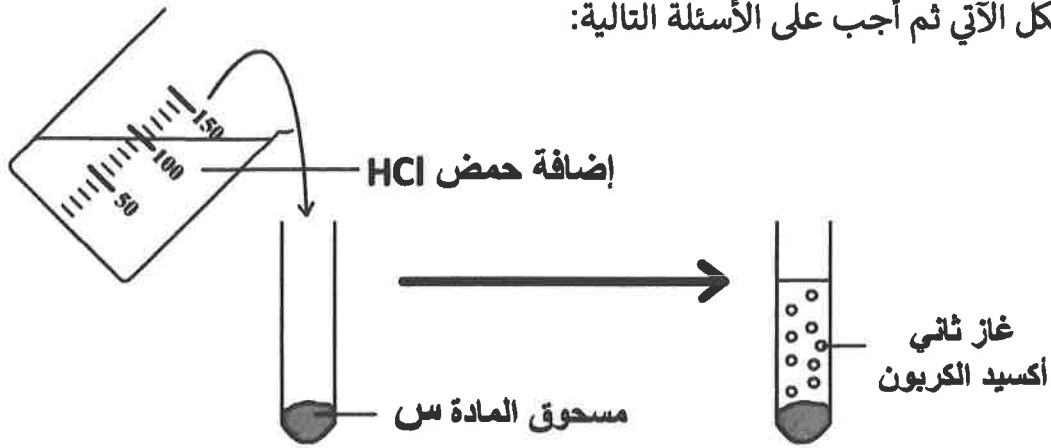 كل الآتي ثم أجب على الأسئلة التالية:
150
100
50
إضافة حمض HCl
غاز ثاني
أكسيد الكربون
مسحوق المادة س